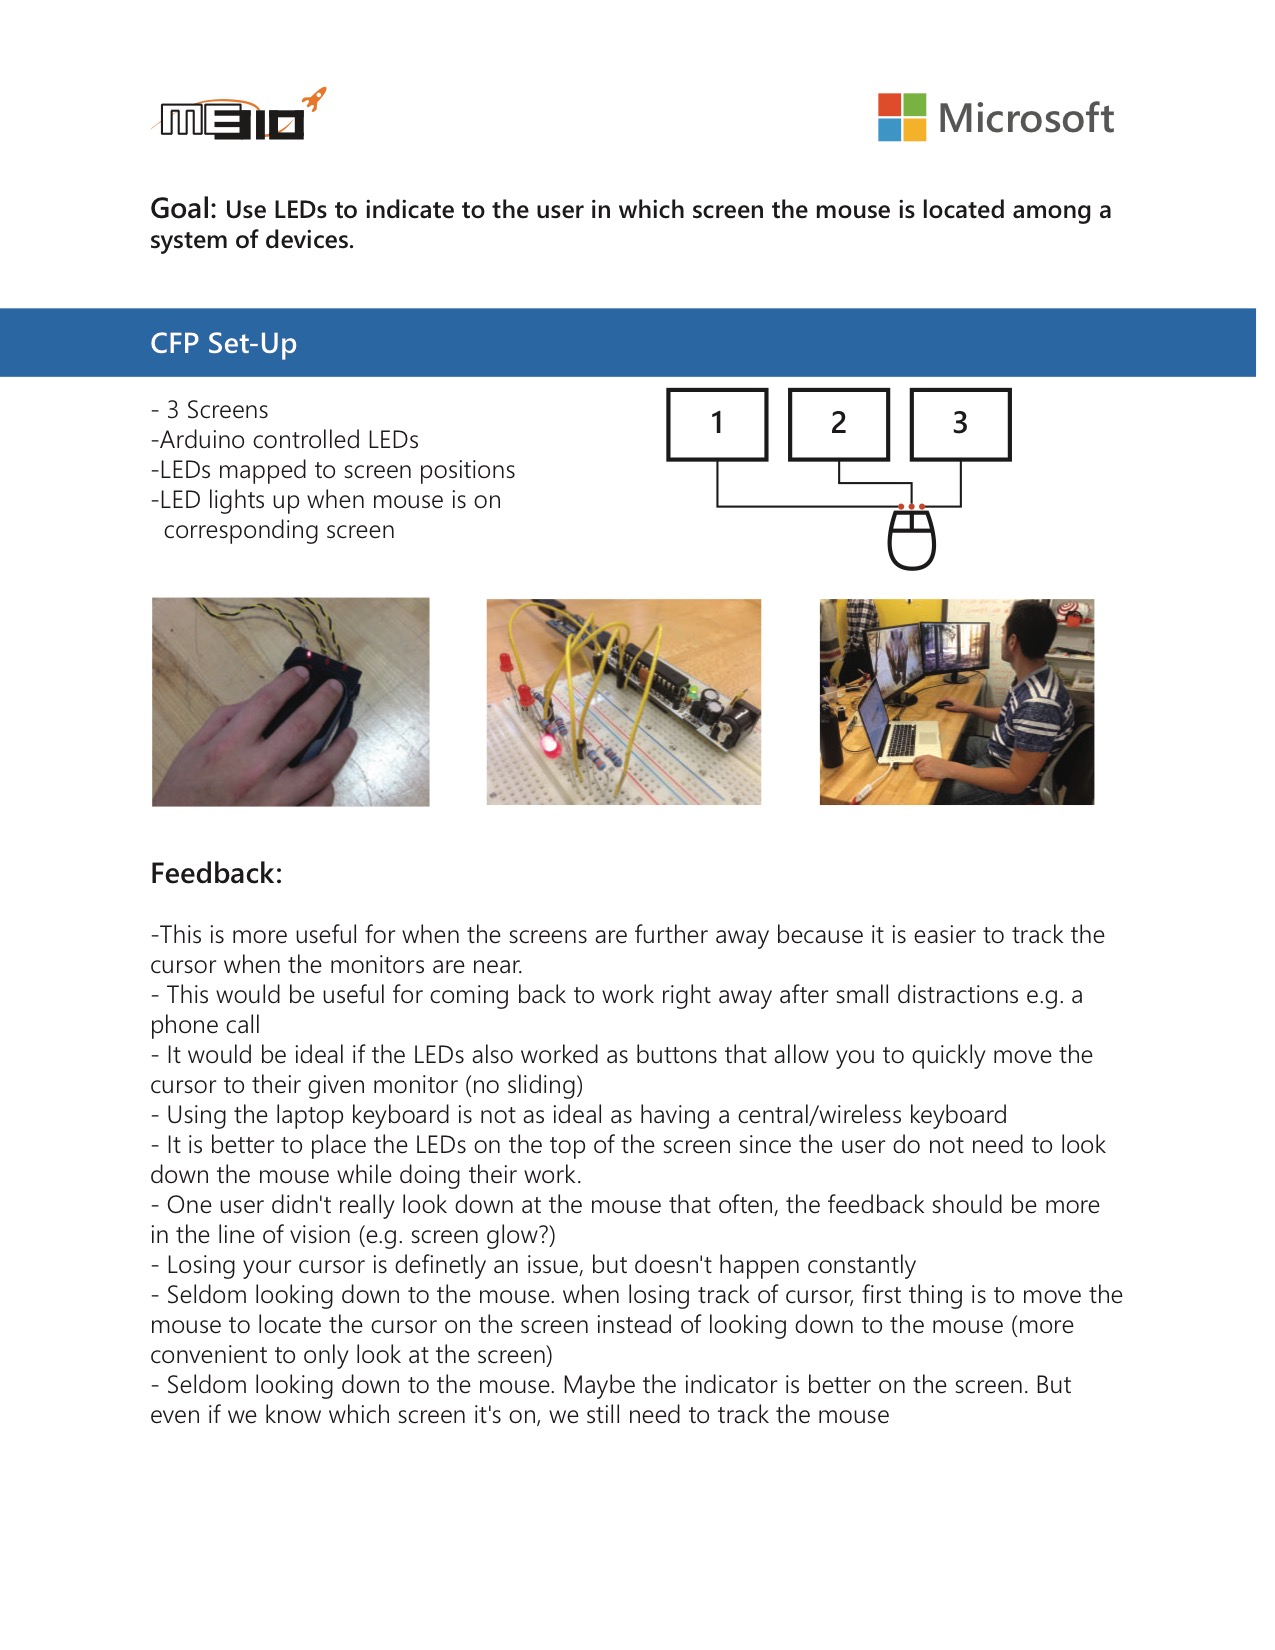 ME310
Microsoft
Goal: Use LEDs to indicate to the user in which screen the mouse is located among a
system of devices.
CFP Set-Up
- 3 Screens
-Arduino controlled LEDs
-LEDs mapped to screen positions
-LED lights up when mouse is on
corresponding screen
1 2 3
Feedback:
-This is more useful for when the screens are further away because it is easier to track the
cursor when the monitors are near.
- This would be useful for coming back to work right away after small distractions e.g. a
phone call
- It would be ideal if the LEDs also worked as buttons that allow you to quickly move the
cursor to their given monitor (no sliding)
- Using the laptop keyboard is not as ideal as having a central/wireless keyboard
- It is better to place the LEDs on the top of the screen since the user do not need to look
down the mouse while doing their work.
- One user didn't really look down at the mouse that often, the feedback should be more
in the line of vision (e.g. screen glow?)
- Losing your cursor is definetly an issue, but doesn't happen constantly
- Seldom looking down to the mouse. when losing track of cursor, first thing is to move the
mouse to locate the cursor on the screen instead of looking down to the mouse (more
convenient to only look at the screen)
- Seldom looking down to the mouse. Maybe the indicator is better on the screen. But
even if we know which screen it's on, we still need to track the mouse